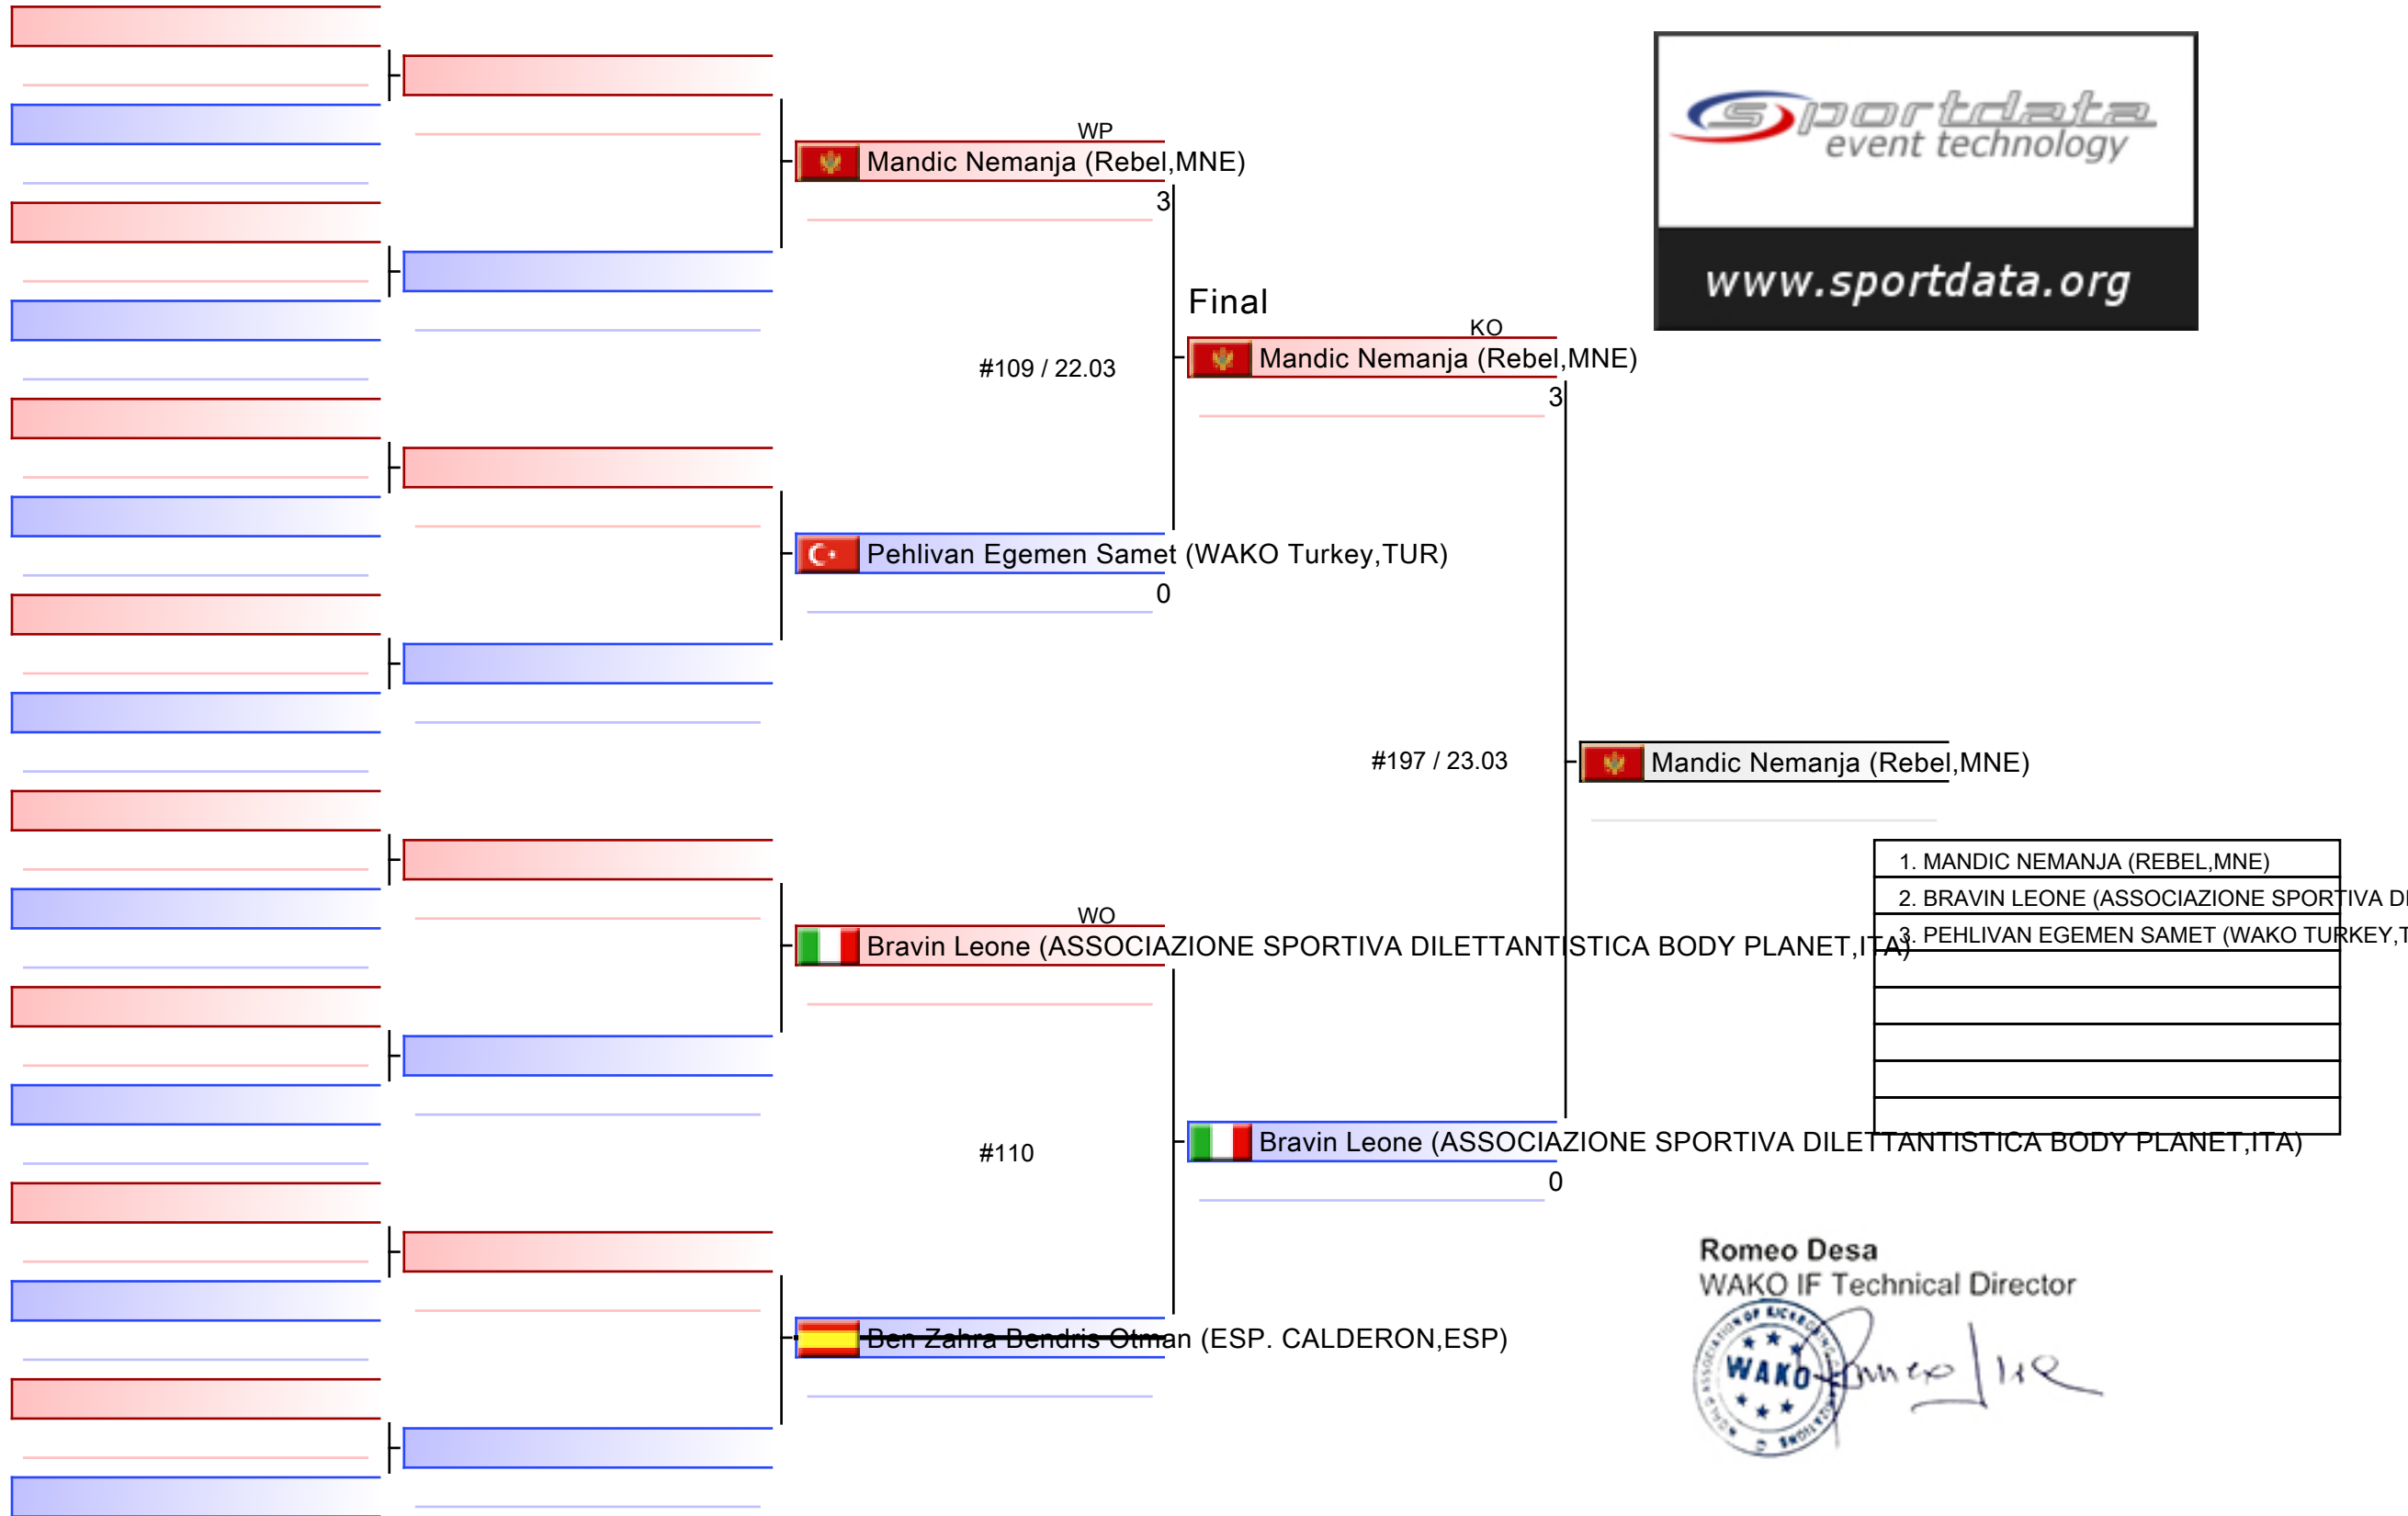 sportdata
event technology
www.sportdata.org
WP
Mandic Nemanja (Rebel,MNE)
3
Final
KO
#109 / 22.03
Mandic Nemanja (Rebel,MNE)
3
Pehlivan Egemen Samet (WAKO Turkey,TUR)
0
#197 / 23.03
Mandic Nemanja (Rebel,MNE)
1. MANDIC NEMANJA (REBEL,MNE)
2. BRAVIN LEONE (ASSOCIAZIONE SPORTIVA DI
3. PEHLIVAN EGEMEN SAMET (WAKO TURKEY,T
WO
Bravin Leone (ASSOCIAZIONE SPORTIVA DILETTANTISTICA BODY PLANET,ITA)
#110
Bravin Leone (ASSOCIAZIONE SPORTIVA DILETTANTISTICA BODY PLANET,ITA)
0
Ben Zahra Bendris Otman (ESP. CALDERON,ESP)
Romeo Desa
WAKO IF Technical Director
WAKO